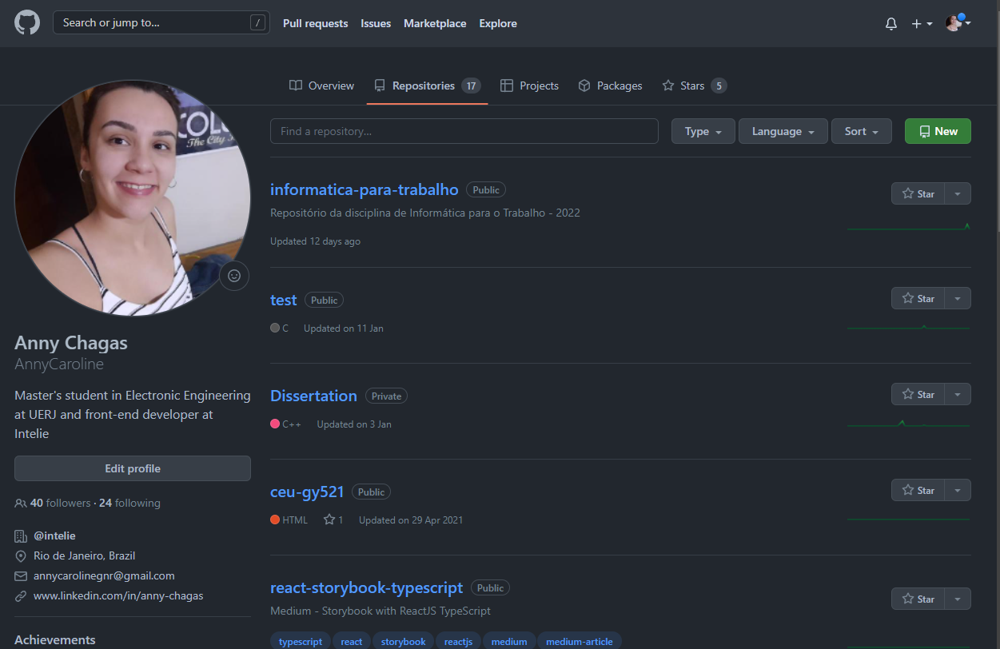 Search or jump to...
/
Pull requests
Issues
Marketplace
Explore
Overview
Repositories 17
Projects
Packages
Stars 5
COL
The City
Anny Chagas
AnnyCaroline
Master's student in Electronic Engineering
at UERJ and front-end developer at
Intelie
Edit profile
40 followers · 24 following
@intelie
Rio de Janeiro, Brazil
annycarolinegnr@gmail.com
www.linkedin.com/in/anny-chagas
Achievements
Find a repository...
Type
Language
Sort
New
informatica-para-trabalho Public
Star
Repositório da disciplina de Informática para o Trabalho - 2022
Updated 12 days ago
test Public
Star
C Updated on 11 Jan
Dissertation Private
Star
C++ Updated on 3 Jan
ceu-gy521 Public
Star
HTML 1 Updated on 29 Apr 2021
react-storybook-typescript Public
Star
Medium - Storybook with ReactJS TypeScript
typescript react storybook reactjs medium medium-article